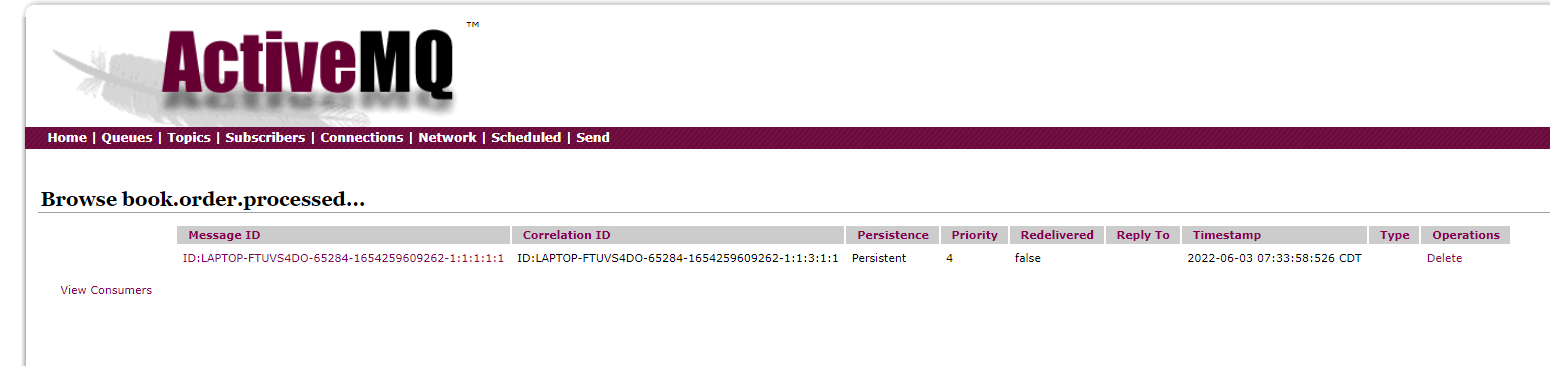 ActiveMQ ™
Home | Queues | Topics | Subscribers | Connections | Network | Scheduled | Send
Browse book.order.processed...
Message ID Correlation ID Persistence Priority Redelivered Reply To Timestamp Type Operations
ID:LAPTOP-FTUVS4DO-65284-1654259609262-1:1:1:1:1 ID:LAPTOP-FTUVS4DO-65284-1654259609262-1:1:3:1:1 Persistent 4 false 2022-06-03 07:33:58:526 CDT Delete
View Consumers